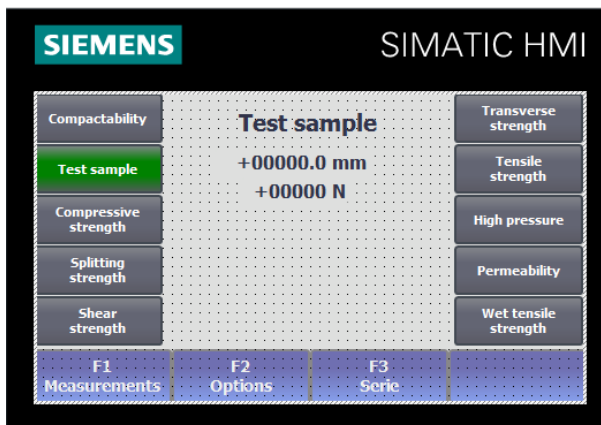 SIEMENS
SIMATIC HMI
Compactability
Test sample
Compressive
strength
Splitting
strength
Shear
strength
Test sample
+00000.0 mm
+00000 N
Transverse
strength
Tensile
strength
High pressure
Permeability
Wet tensile
strength
F1
Measurements
F2
Options
F3
Serie